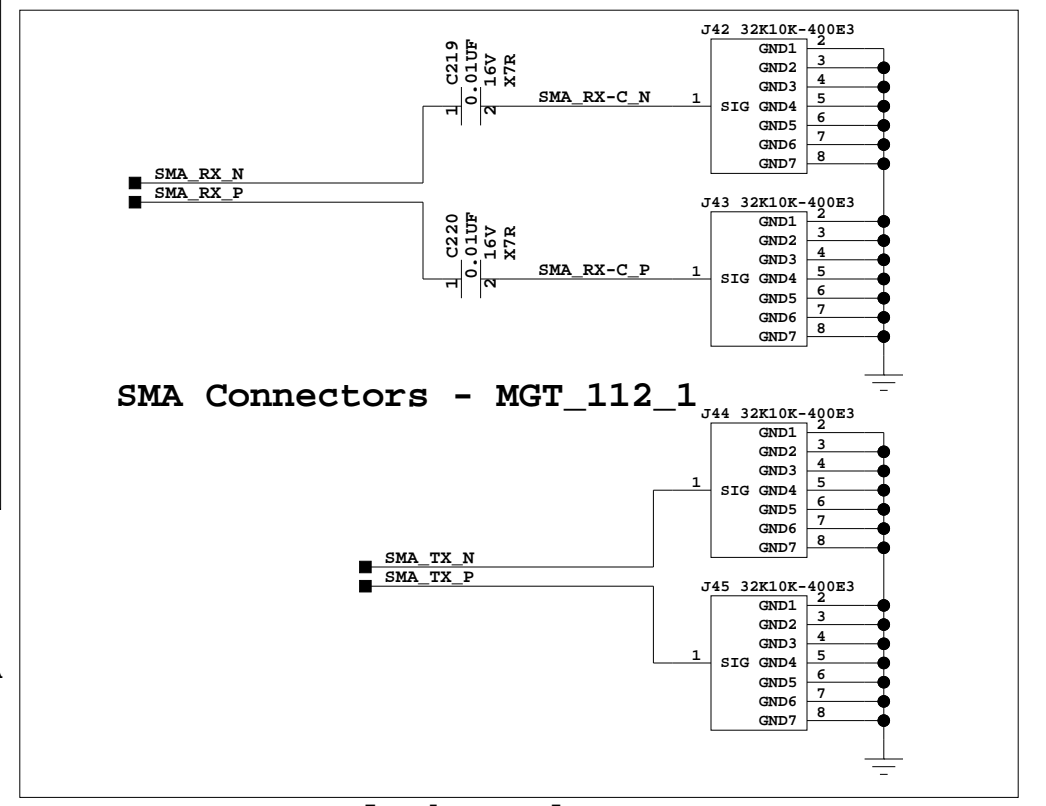 J42 32K10K-400E3
GND1 2
GND2 3
GND3 4
1 SIG GND4 5
GND5 6
GND6 7
GND7 8
C219
0.01UF
16V
X7R
1 2
SMA_RX-C_N
SMA_RX_N
SMA_RX_P
J43 32K10K-400E3
GND1 2
GND2 3
GND3 4
1 SIG GND4 5
GND5 6
GND6 7
GND7 8
C220
0.01UF
16V
X7R
1 2
SMA_RX-C_P
SMA Connectors - MGT_112_1
J44 32K10K-400E3
GND1 2
GND2 3
GND3 4
1 SIG GND4 5
GND5 6
GND6 7
GND7 8
SMA_TX_N
SMA_TX_P
J45 32K10K-400E3
GND1 2
GND2 3
GND3 4
1 SIG GND4 5
GND5 6
GND6 7
GND7 8